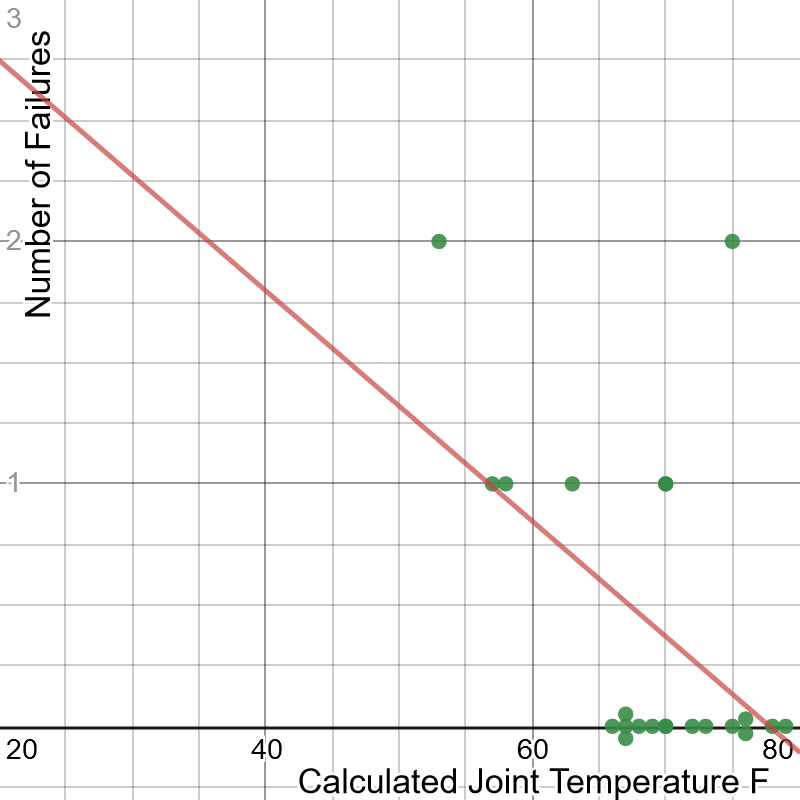 3
Number of Failures
2
1
20 40 60 80
Calculated Joint Temperature F